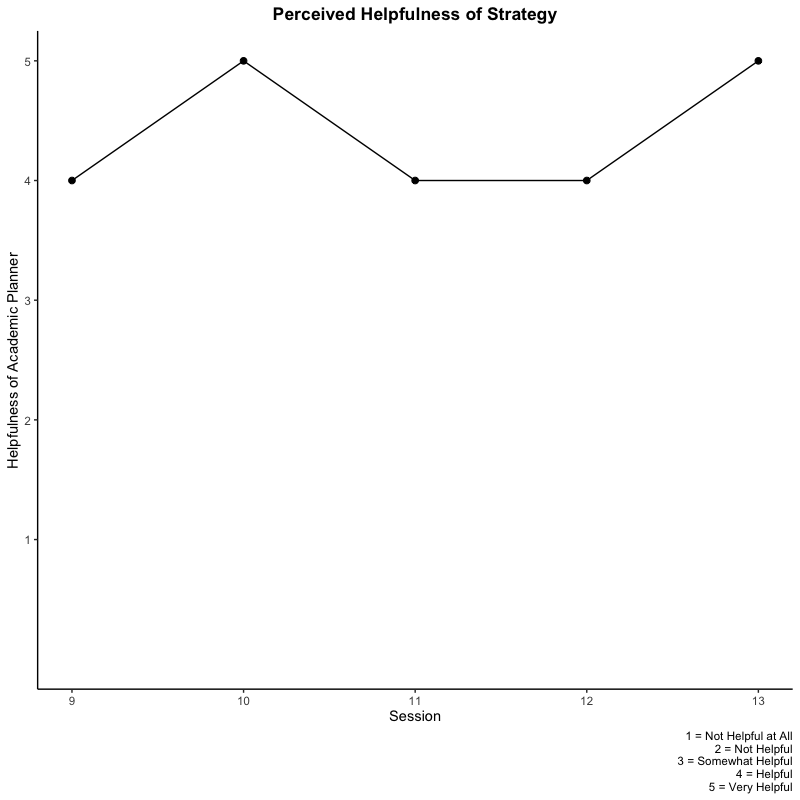 Perceived Helpfulness of Strategy
Helpfulness of Academic Planner
5
4
3
2
1
9 10 11 12 13
Session
1 = Not Helpful at All
2 = Not Helpful
3 = Somewhat Helpful
4 = Helpful
5 = Very Helpful